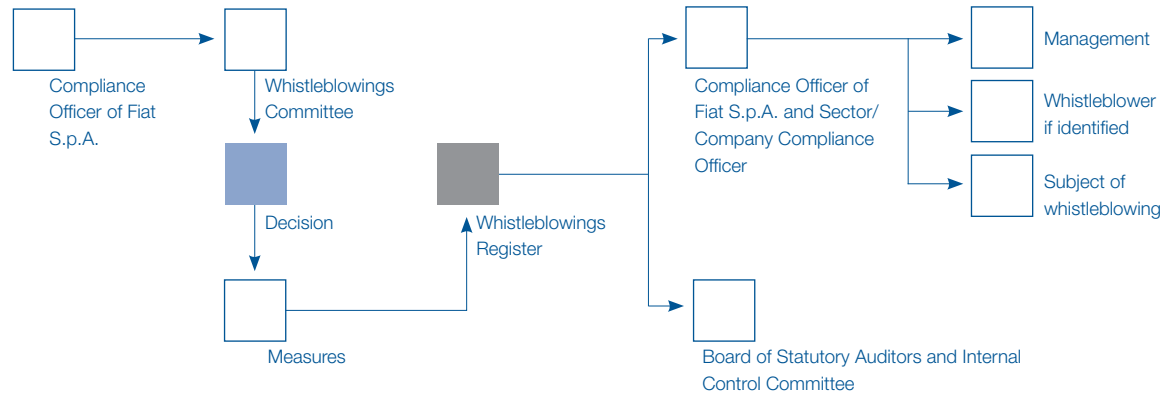 Compliance
Officer of Fiat
S.p.A.
Whistleblowings
Committee
Decision
Measures
Whistleblowings
Register
Compliance Officer of
Fiat S.p.A. and Sector/
Company Compliance
Officer
Board of Statutory Auditors and Internal
Control Committee
Management
Whistleblower
if identified
Subject of
whistleblowing